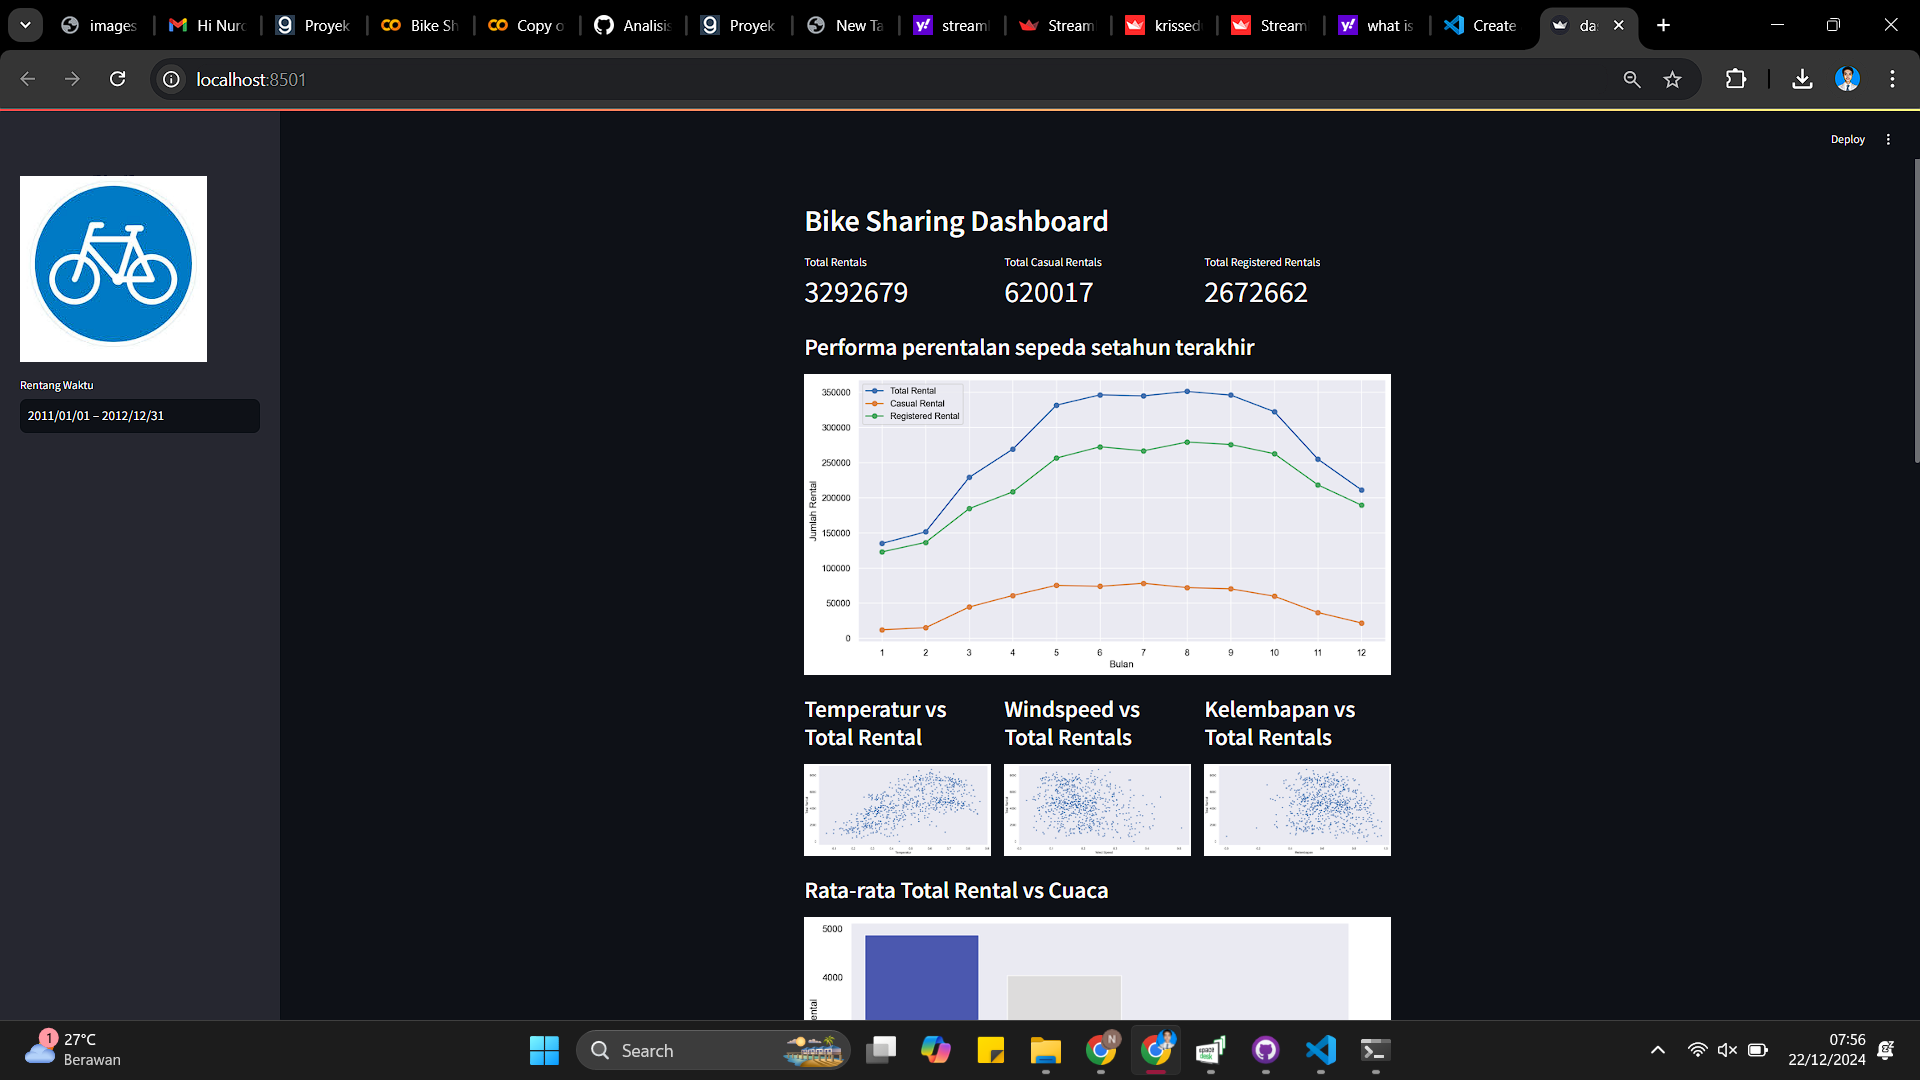 images
Hi Nurc
Proyek
Bike Sh
Copy o
Analisis
Proyek
New Ta
streaml
Stream
krissed
Stream
what is
Create
da
localhost:8501
Deploy
Rentang Waktu
2011/01/01 – 2012/12/31
Bike Sharing Dashboard
Total Rentals
Total Casual Rentals
Total Registered Rentals
3292679
620017
2672662
Performa perentalan sepeda setahun terakhir
Total Rental
Casual Rental
Registered Rental
350000
300000
250000
200000
150000
100000
50000
0
Jumlah Rental
1 2 3 4 5 6 7 8 9 10 11 12
Bulan
Temperatur vs
Total Rental
Windspeed vs
Total Rentals
Kelembapan vs
Total Rentals
Rata-rata Total Rental vs Cuaca
5000
4000
1
27°C
Berawan
Search
N
space
desk
07:56
22/12/2024